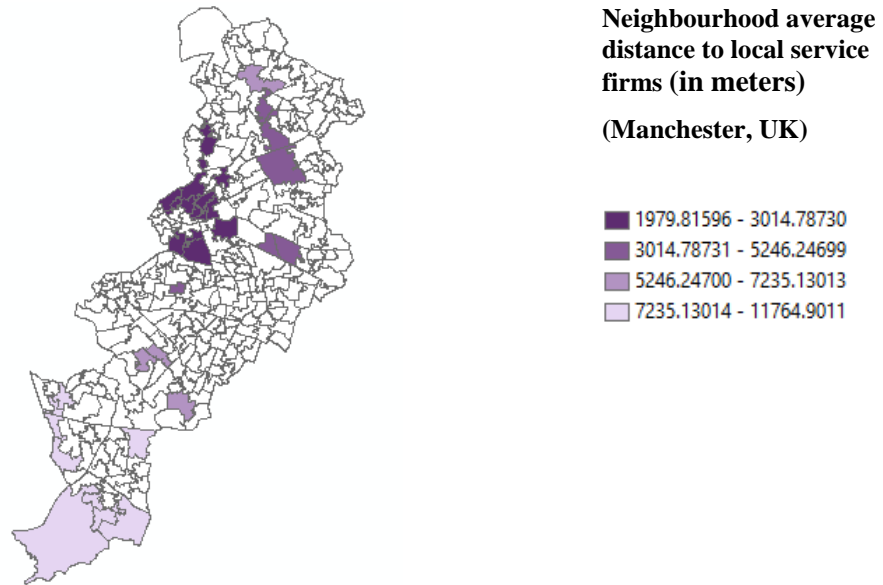 Neighbourhood average
distance to local service
firms (in meters)
(Manchester, UK)
1979.81596 - 3014.78730
3014.78731 - 5246.24699
5246.24700 - 7235.13013
7235.13014 - 11764.9011